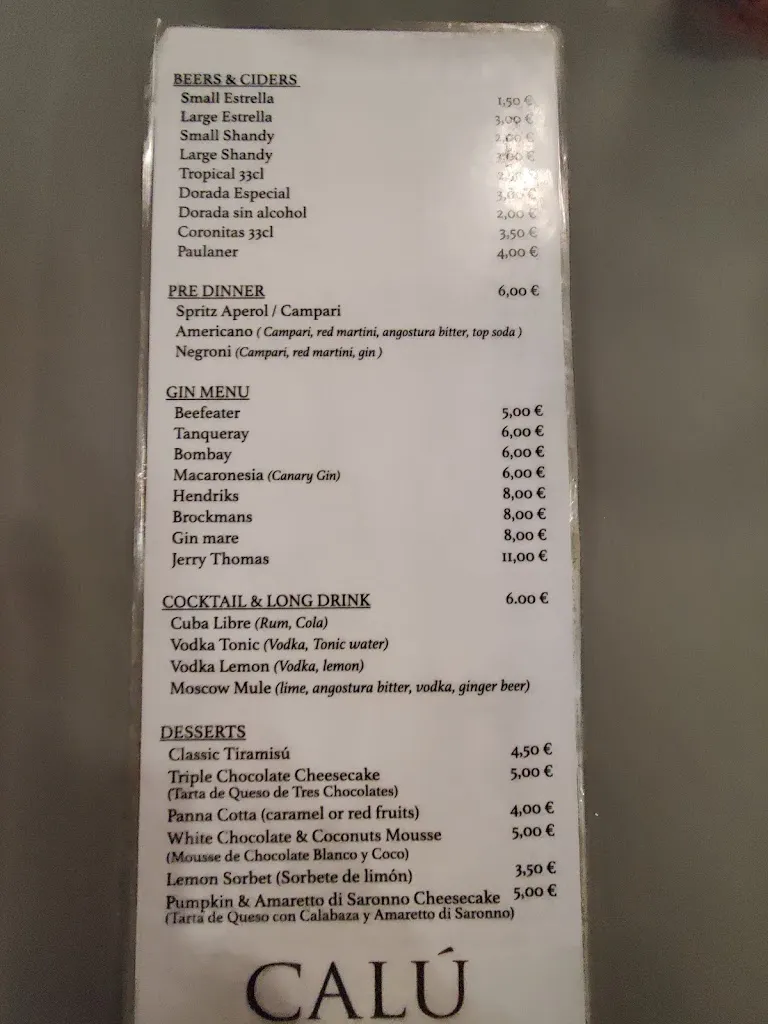 BEERS & CIDERS
Small Estrella 1,50 €
Large Estrella 3,00 €
Small Shandy 2,00 €
Large Shandy
Tropical 33cl
Dorada Especial 3,00 €
Dorada sin alcohol 2,00 €
Coronitas 33cl 3,50 €
Paulaner 4,00 €
PRE DINNER 6,00 €
Spritz Aperol / Campari
Americano ( Campari, red martini, angostura bitter, top soda )
Negroni (Campari, red martini, gin )
GIN MENU
Beefeater 5,00 €
Tanqueray 6,00 €
Bombay 6,00 €
Macaronesia (Canary Gin) 6,00 €
Hendriks 8,00 €
Brockmans 8,00 €
Gin mare 8,00 €
Jerry Thomas 11,00 €
COCKTAIL & LONG DRINK 6.00 €
Cuba Libre (Rum, Cola)
Vodka Tonic (Vodka, Tonic water)
Vodka Lemon (Vodka, lemon)
Moscow Mule (lime, angostura bitter, vodka, ginger beer)
DESSERTS
Classic Tiramisú 4,50 €
Triple Chocolate Cheesecake 5,00 €
(Tarta de Queso de Tres Chocolates)
Panna Cotta (caramel or red fruits) 4,00 €
White Chocolate & Coconuts Mousse 5,00 €
(Mousse de Chocolate Blanco y Coco)
Lemon Sorbet (Sorbete de limón) 3,50 €
Pumpkin & Amaretto di Saronno Cheesecake 5,00 €
(Tarta de Queso con Calabaza y Amaretto di Saronno)
CALÚ